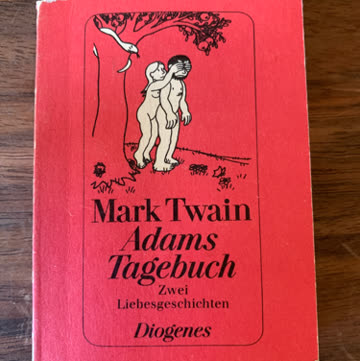 Mark Twain
Adams
Tagebuch
Zwei
Liebesgeschichten
Diogenes